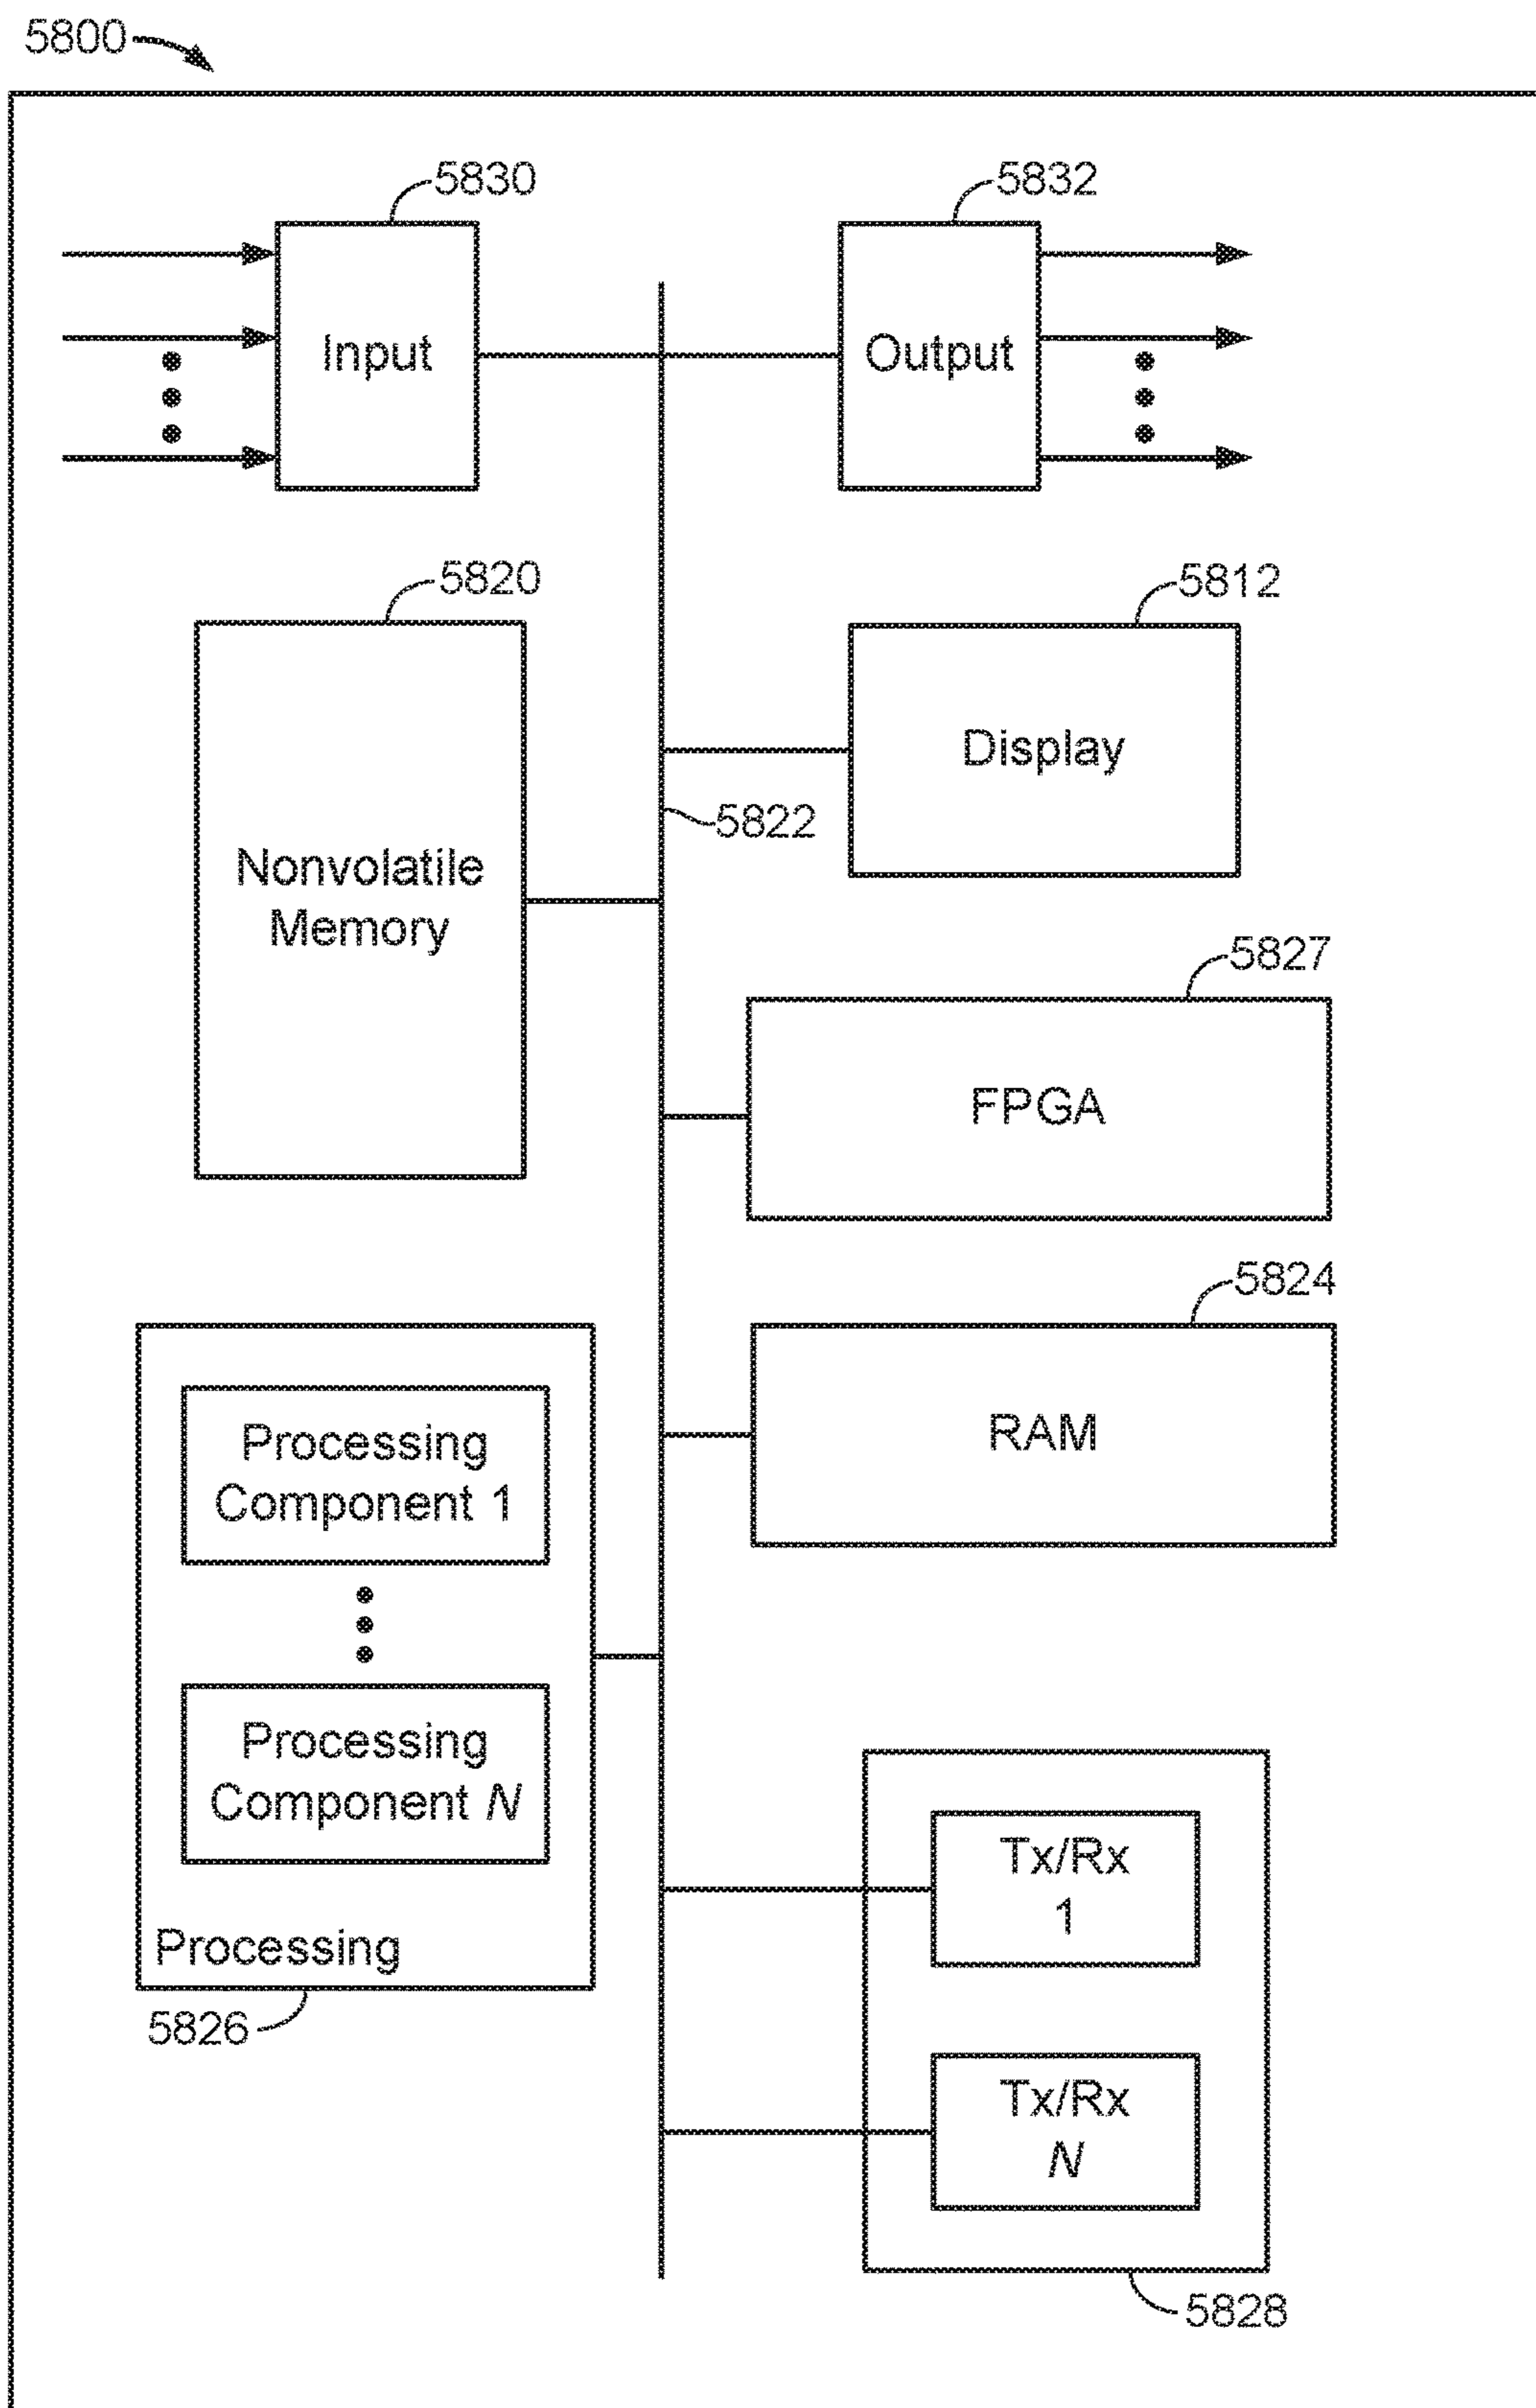 5800
5830
5832
Input
Output
5820
5812
Display
5822
Nonvolatile
Memory
5827
FPGA
5824
RAM
Processing
Component 1
Processing
Component N
Processing
5826
Tx/Rx
1
Tx/Rx
N
5828